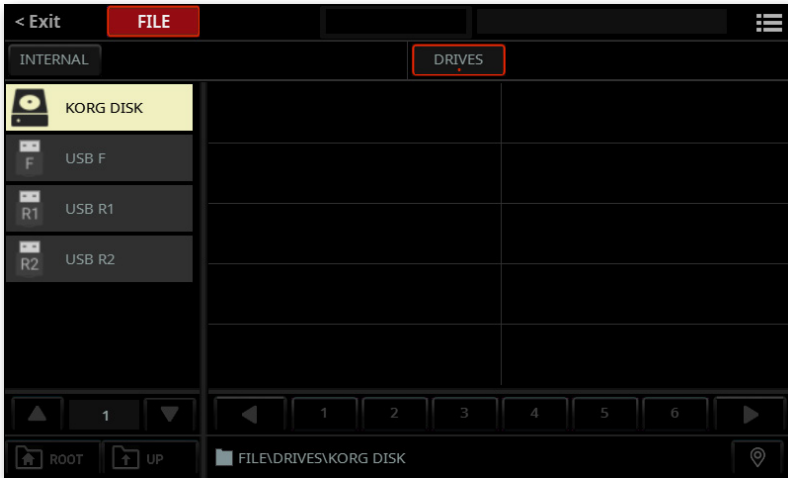 < Exit FILE
INTERNAL DRIVES
KORG DISK
F USB F
R1 USB R1
R2 USB R2
1 1 2 3 4 5 6
ROOT UP FILE\DRIVES\KORG DISK